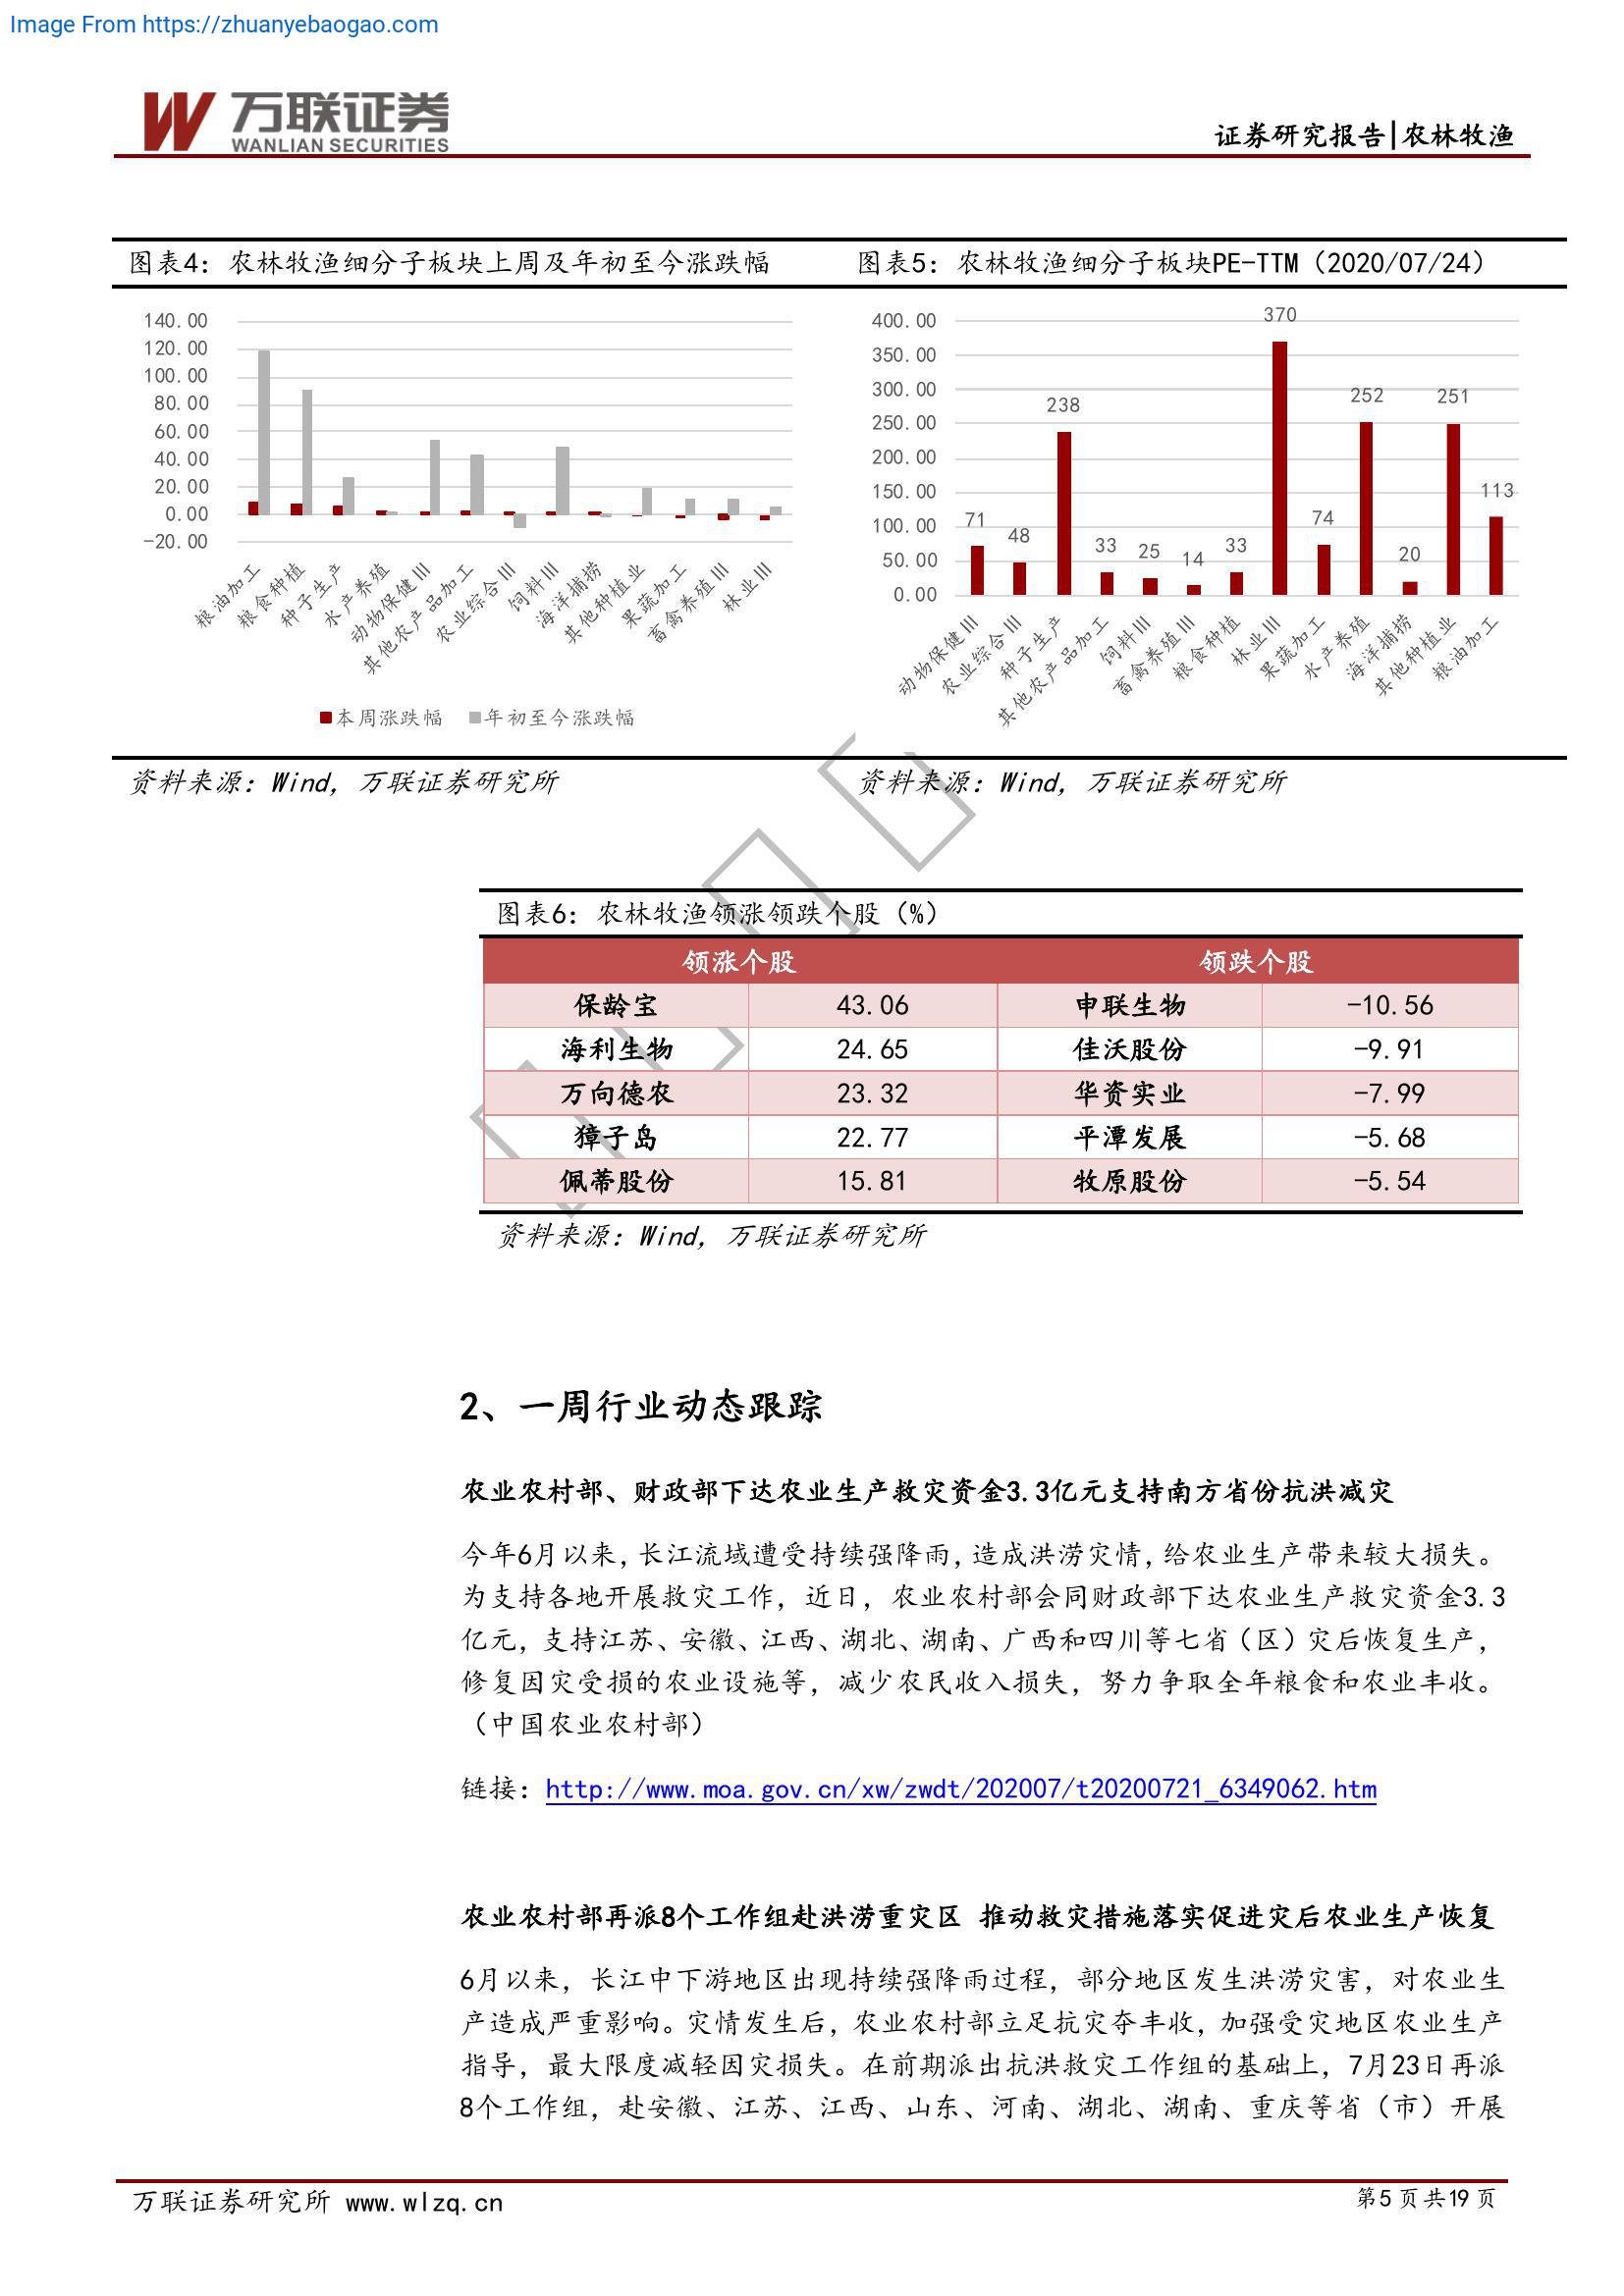 Image From https://zhuanyebaogao.com
万联证券
WANLIAN SECURITIES
证券研究报告|农林牧渔
图表4：农林牧渔细分子板块上周及年初至今涨跌幅
140.00
120.00
100.00
80.00
60.00
40.00
20.00
0.00
-20.00
粮油加工
粮食种植
种子生产
水产养殖
动物保健Ⅲ
其他农产品加工
农业综合Ⅲ
饲料Ⅲ
海洋捕捞
其他种植业
果蔬加工
畜禽养殖Ⅲ
林业Ⅲ
本周涨跌幅 年初至今涨跌幅
资料来源：Wind，万联证券研究所
图表5：农林牧渔细分子板块PE-TTM（2020/07/24）
400.00
350.00
300.00
250.00
200.00
150.00
100.00
50.00
0.00
71
48
238
33
25
14
33
370
74
252
20
251
113
动物保健Ⅲ
农业综合Ⅲ
种子生产
其他农产品加工
饲料Ⅲ
畜禽养殖Ⅲ
粮食种植
林业Ⅲ
果蔬加工
水产养殖
海洋捕捞
其他种植业
粮油加工
资料来源：Wind，万联证券研究所
图表6：农林牧渔领涨领跌个股（%）
领涨个股 领跌个股
保龄宝 43.06 申联生物 -10.56
海利生物 24.65 佳沃股份 -9.91
万向德农 23.32 华资实业 -7.99
獐子岛 22.77 平潭发展 -5.68
佩蒂股份 15.81 牧原股份 -5.54
资料来源：Wind，万联证券研究所
2、一周行业动态跟踪
农业农村部、财政部下达农业生产救灾资金3.3亿元支持南方省份抗洪减灾
今年6月以来，长江流域遭受持续强降雨，造成洪涝灾情，给农业生产带来较大损失。
为支持各地开展救灾工作，近日，农业农村部会同财政部下达农业生产救灾资金3.3
亿元，支持江苏、安徽、江西、湖北、湖南、广西和四川等七省（区）灾后恢复生产，
修复因灾受损的农业设施等，减少农民收入损失，努力争取全年粮食和农业丰收。
（中国农业农村部）
链接：http://www.moa.gov.cn/xw/zwdt/202007/t20200721_6349062.htm
农业农村部再派8个工作组赴洪涝重灾区 推动救灾措施落实促进灾后农业生产恢复
6月以来，长江中下游地区出现持续强降雨过程，部分地区发生洪涝灾害，对农业生
产造成严重影响。灾情发生后，农业农村部立足抗灾夺丰收，加强受灾地区农业生产
指导，最大限度减轻因灾损失。在前期派出抗洪救灾工作组的基础上，7月23日再派
8个工作组，赴安徽、江苏、江西、山东、河南、湖北、湖南、重庆等省（市）开展
万联证券研究所 www.wlzq.cn
第5页共19页